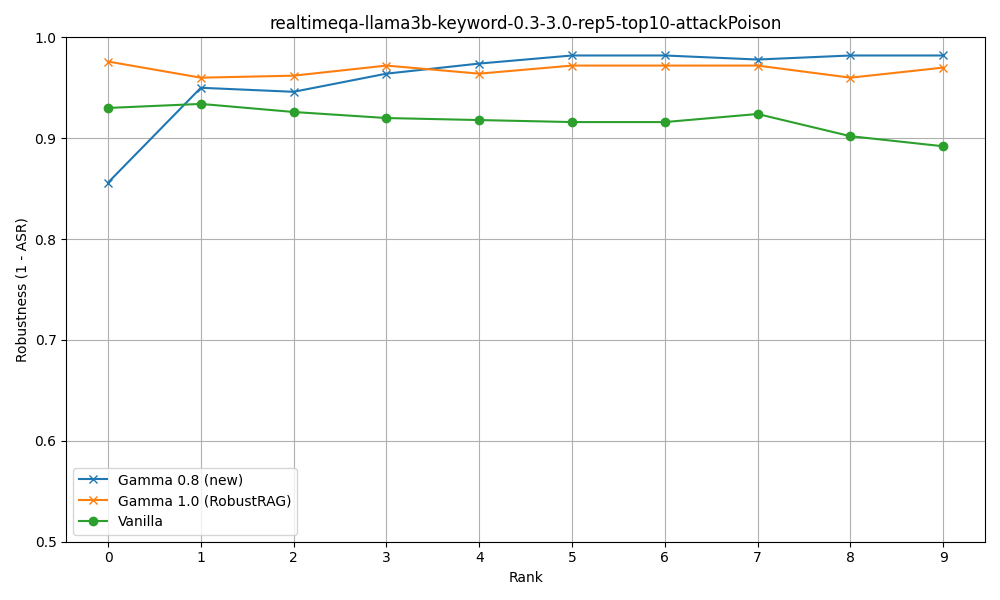 realtimeqa-llama3b-keyword-0.3-3.0-rep5-top10-attackPoison
Robustness (1 - ASR)
1.0
0.9
0.8
0.7
0.6
0.5
Gamma 0.8 (new)
Gamma 1.0 (RobustRAG)
Vanilla
0 1 2 3 4 5 6 7 8 9
Rank